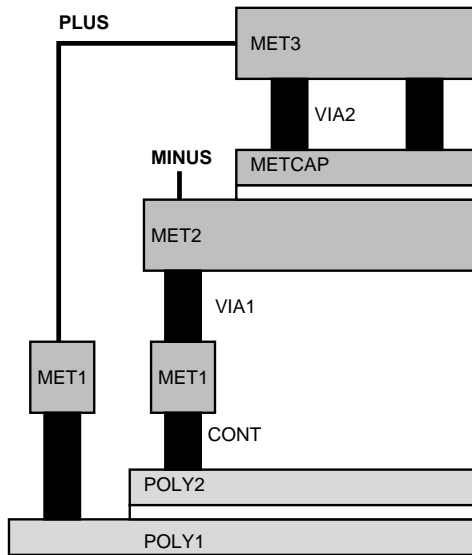 PLUS
MET3
VIA2
MINUS
METCAP
MET2
VIA1
MET1
MET1
CONT
POLY2
POLY1